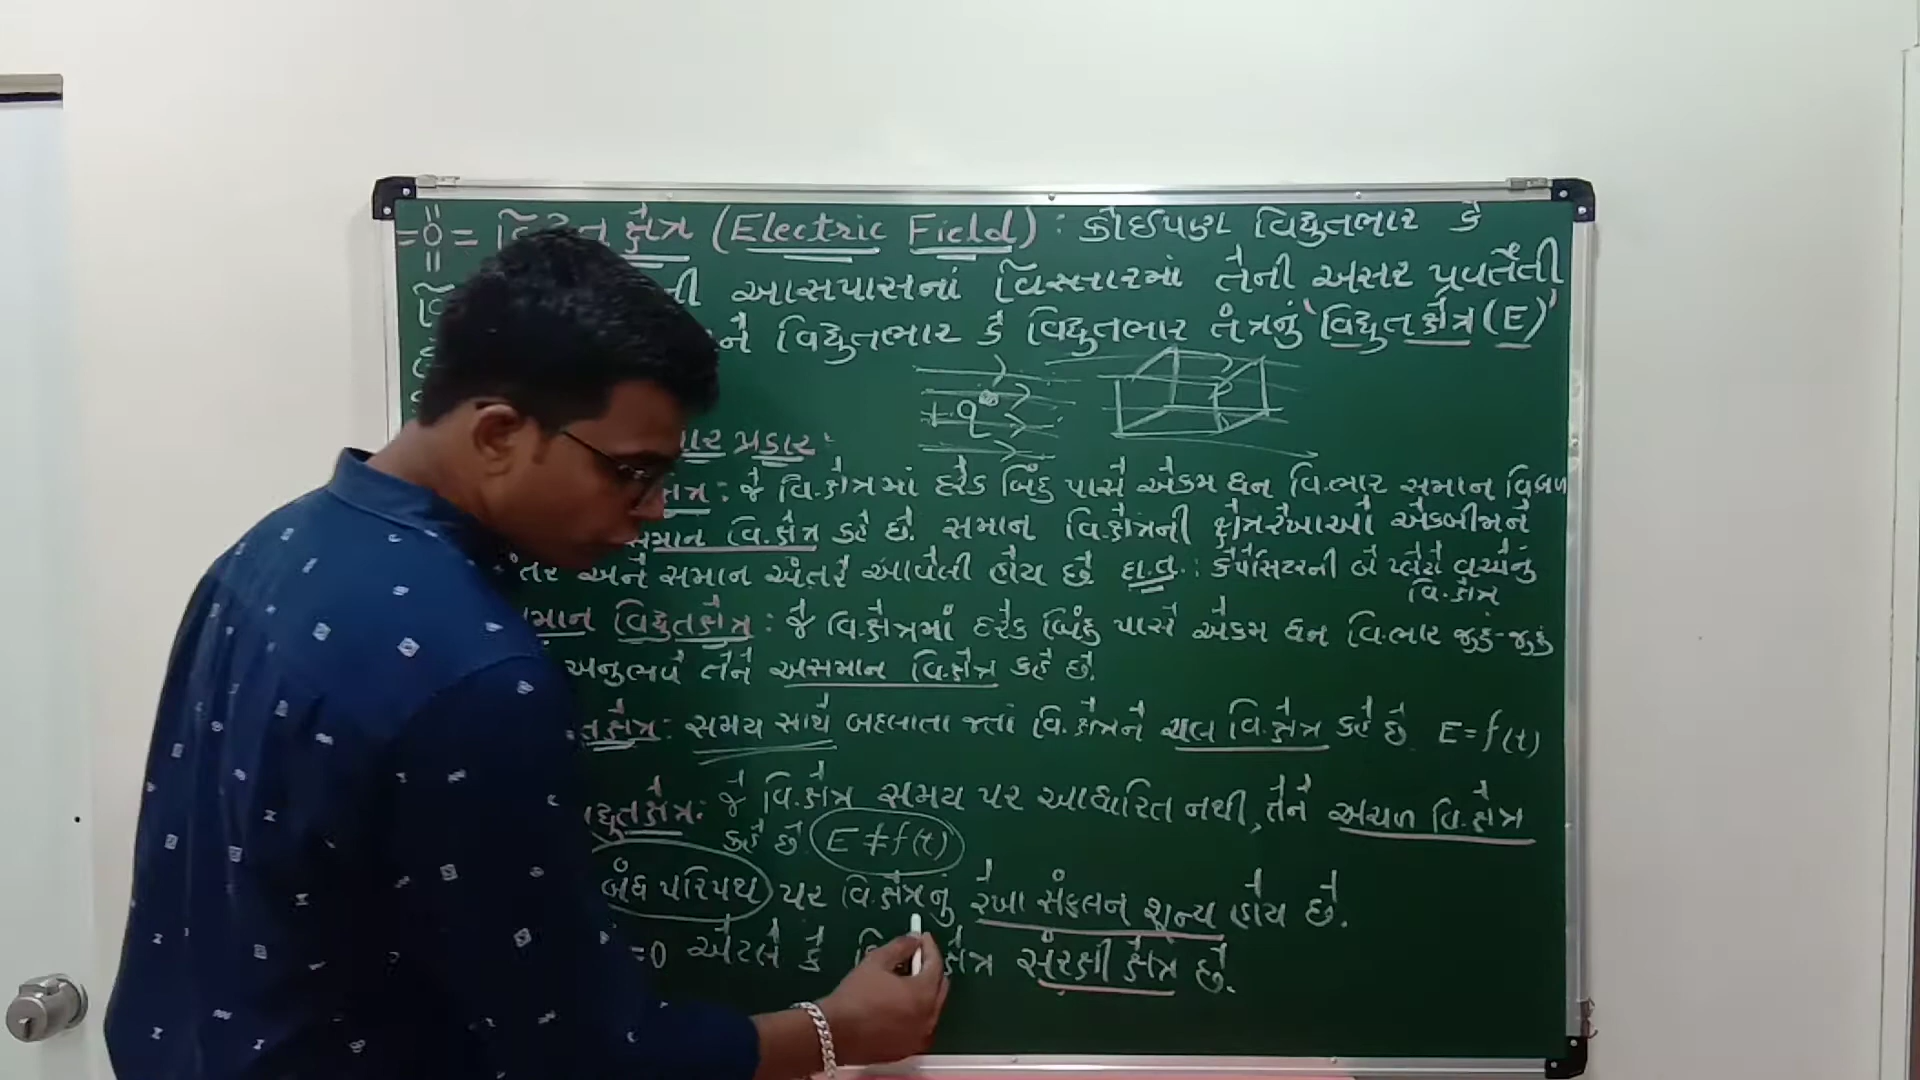 ક્ષેત્ર (Electric Field) : કોઈપણ વિદ્યુતભાર કે
ની આસપાસનાં વિસ્તારમાં તેની અસર પ્રવર્તતી
ને વિદ્યુતભાર કે વિદ્યુતભાર તંત્રનું 'વિદ્યુત ક્ષેત્ર (E)'
+q
પ્રકાર:
જે વિ.ક્ષેત્રમાં દરેક બિંદુ પાસે એકમ ધન વિ.ભાર સમાન વિ.બળ
સમાન વિ.ક્ષેત્ર કહે છે. સમાન વિ.ક્ષેત્રની ક્ષેત્રરેખાઓ એકબીજાને
અને સમાન અંતરે આવેલી હોય છે દા.ત.: કેપેસિટરની બે પ્લેટો વચ્ચેનું
વિ.ક્ષેત્ર
વિદ્યુતક્ષેત્ર : જે વિ.ક્ષેત્રમાં દરેક બિંદુ પાસે એકમ ધન વિ.ભાર જુદું-જુદું
અનુભવે તેને અસમાન વિ.ક્ષેત્ર કહે છે.
સમય સાથે બદલાતા જતાં વિ.ક્ષેત્રને ચલ વિ.ક્ષેત્ર કહે છે E=f(t)
જે વિ.ક્ષેત્ર સમય પર આધારિત નથી, તેને અચળ વિ.ક્ષેત્ર
કહે છે E≠f(t)
બંધ પરિપથ પર વિ.ક્ષેત્રનું રેખા સંકલન શૂન્ય હોય છે.
=0 એટલે કે ક્ષેત્ર સંરક્ષી ક્ષેત્ર છે.